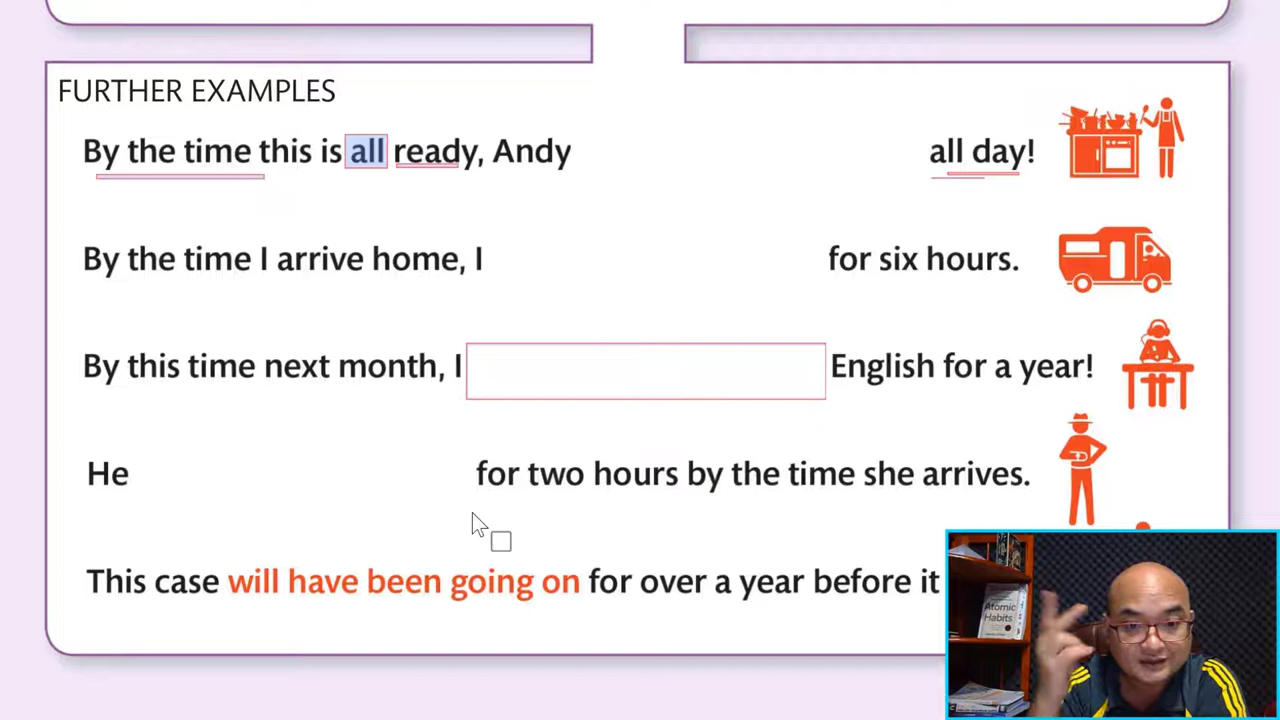 FURTHER EXAMPLES
By the time this is all ready, Andy all day!
By the time I arrive home, I for six hours.
By this time next month, I English for a year!
He for two hours by the time she arrives.
This case will have been going on for over a year before it
Atomic
Habits